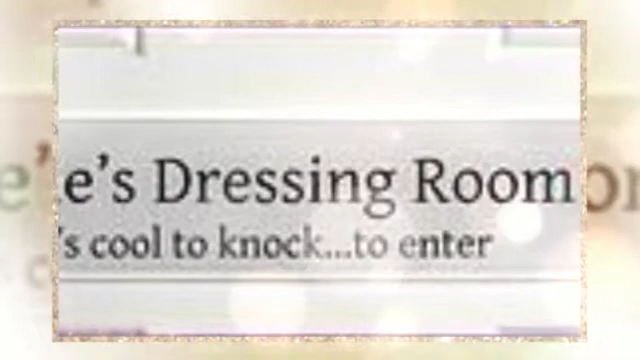 e's Dressing Room
's cool to knock...to enter